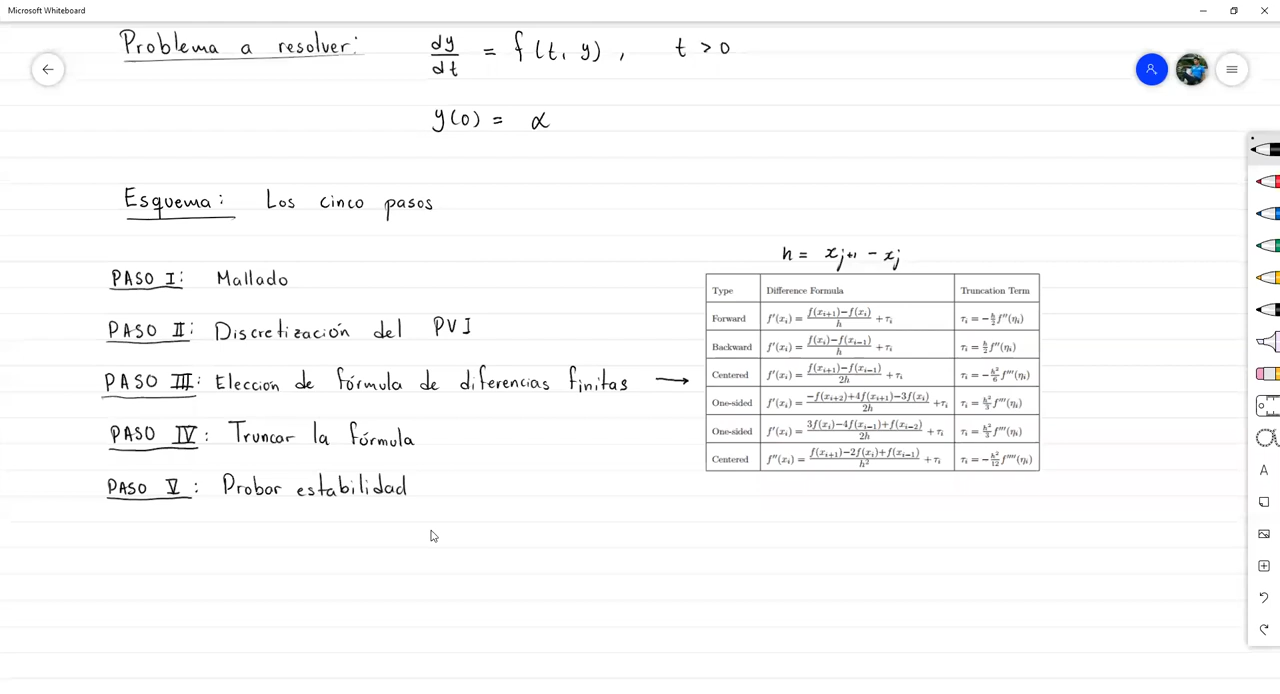 Microsoft Whiteboard
Problema a resolver: dy/dt = f(t, y), t > 0
y(0) = α
Esquema: Los cinco pasos
h = x_{j+1} - x_j
PASO I: Mallado
PASO II: Discretización del PVI
PASO III: Elección de fórmula de diferencias finitas →
PASO IV: Truncar la fórmula
PASO V: Probar estabilidad
Type Difference Formula Truncation Term
Forward f'(x_i) = (f(x_{i+1})-f(x_i))/h + τ_i τ_i = -h/2 f''(η_i)
Backward f'(x_i) = (f(x_i)-f(x_{i-1}))/h + τ_i τ_i = h/2 f''(η_i)
Centered f'(x_i) = (f(x_{i+1})-f(x_{i-1}))/2h + τ_i τ_i = -h²/6 f'''(η_i)
One-sided f'(x_i) = (-f(x_{i+2})+4f(x_{i+1})-3f(x_i))/2h + τ_i τ_i = h²/3 f'''(η_i)
One-sided f'(x_i) = (3f(x_i)-4f(x_{i-1})+f(x_{i-2}))/2h + τ_i τ_i = h²/3 f'''(η_i)
Centered f''(x_i) = (f(x_{i+1})-2f(x_i)+f(x_{i-1}))/h² + τ_i τ_i = -h²/12 f''''(η_i)